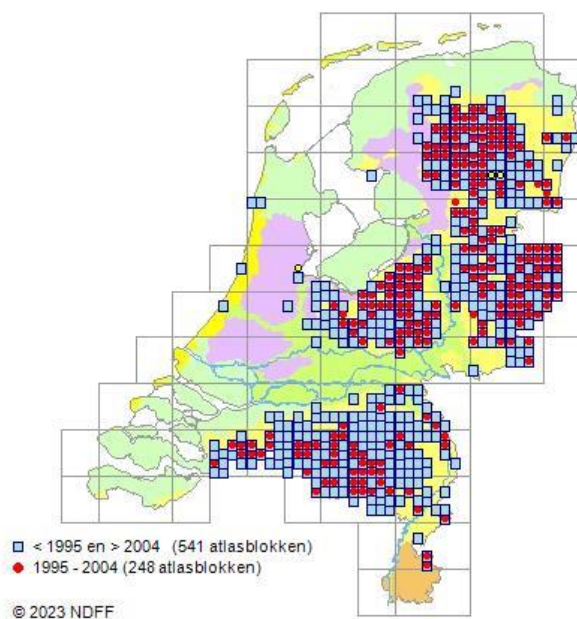 < 1995 en > 2004 (541 atlasblokken)
1995 - 2004 (248 atlasblokken)
© 2023 NDFF